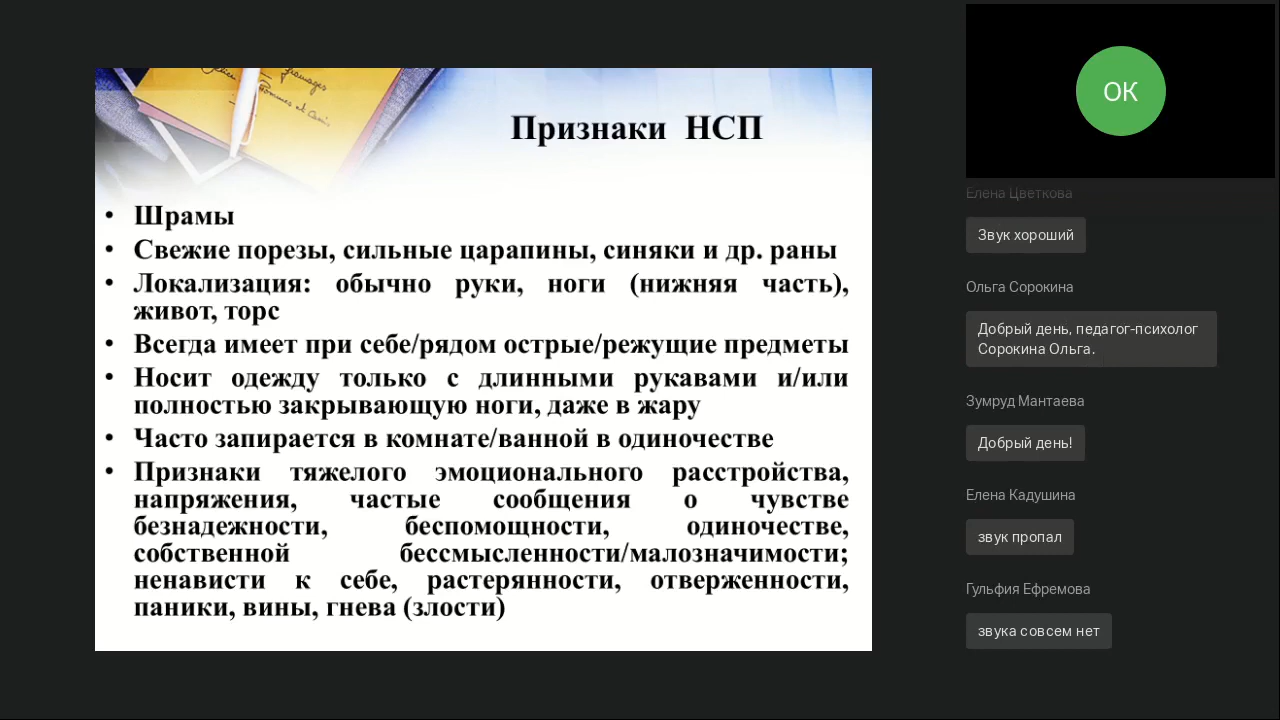 Признаки НСП
• Шрамы
• Свежие порезы, сильные царапины, синяки и др. раны
• Локализация: обычно руки, ноги (нижняя часть),
живот, торс
• Всегда имеет при себе/рядом острые/режущие предметы
• Носит одежду только с длинными рукавами и/или
полностью закрывающую ноги, даже в жару
• Часто запирается в комнате/ванной в одиночестве
• Признаки тяжелого эмоционального расстройства,
напряжения, частые сообщения о чувстве
безнадежности, беспомощности, одиночестве,
собственной бессмысленности/малозначимости;
ненависти к себе, растерянности, отверженности,
паники, вины, гнева (злости)
ОК
Елена Цветкова
Звук хороший
Ольга Сорокина
Добрый день, педагог-психолог
Сорокина Ольга.
Зумруд Мантаева
Добрый день!
Елена Кадушина
звук пропал
Гульфия Ефремова
звука совсем нет